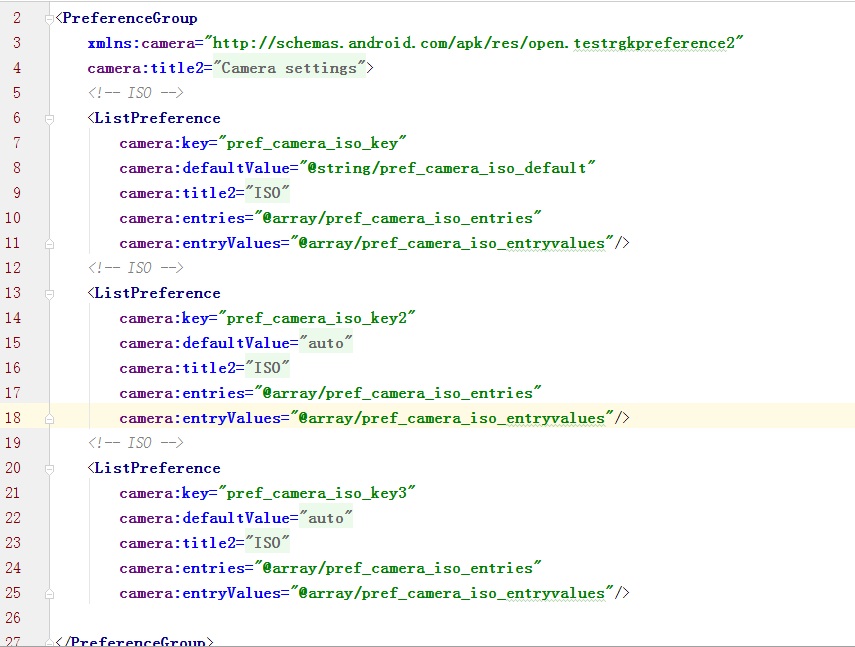 2 <PreferenceGroup
3 xmlns:camera="http://schemas.android.com/apk/res/open.testrgkpreference2"
4 camera:title2="Camera settings">
5 <!-- ISO -->
6 <ListPreference
7 camera:key="pref_camera_iso_key"
8 camera:defaultValue="@string/pref_camera_iso_default"
9 camera:title2="ISO"
10 camera:entries="@array/pref_camera_iso_entries"
11 camera:entryValues="@array/pref_camera_iso_entryvalues"/>
12 <!-- ISO -->
13 <ListPreference
14 camera:key="pref_camera_iso_key2"
15 camera:defaultValue="auto"
16 camera:title2="ISO"
17 camera:entries="@array/pref_camera_iso_entries"
18 camera:entryValues="@array/pref_camera_iso_entryvalues"/>
19 <!-- ISO -->
20 <ListPreference
21 camera:key="pref_camera_iso_key3"
22 camera:defaultValue="auto"
23 camera:title2="ISO"
24 camera:entries="@array/pref_camera_iso_entries"
25 camera:entryValues="@array/pref_camera_iso_entryvalues"/>
26
27 </PreferenceGroup>